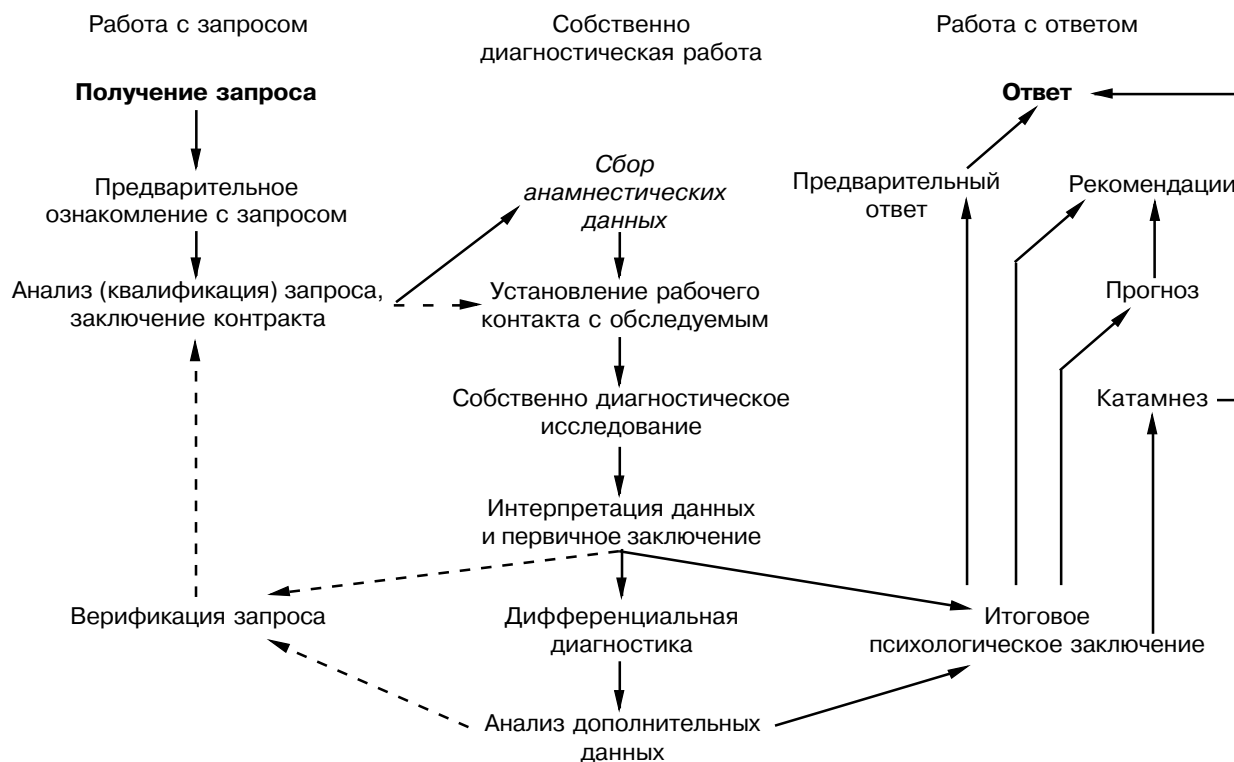 Работа с запросом
Собственно
диагностическая работа
Работа с ответом
Получение запроса
Ответ
Предварительное
ознакомление с запросом
Сбор
анамнестических
данных
Предварительный
ответ
Рекомендации
Анализ (квалификация) запроса,
заключение контракта
Установление рабочего
контакта с обследуемым
Прогноз
Собственно диагностическое
исследование
Катамнез
Интерпретация данных
и первичное заключение
Верификация запроса
Дифференциальная
диагностика
Итоговое
психологическое заключение
Анализ дополнительных
данных